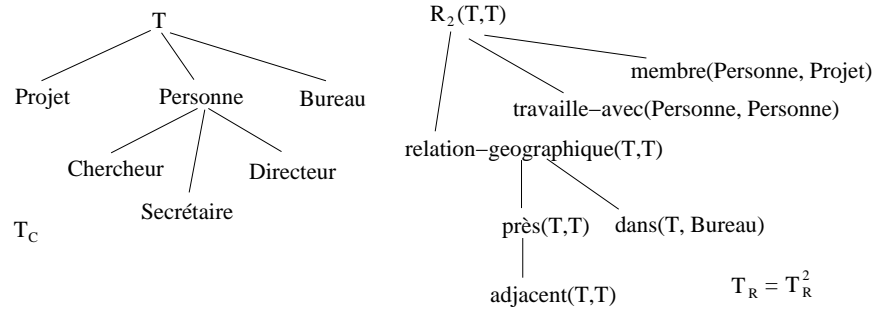 T
Projet Personne Bureau
Chercheur Directeur
Secrétaire
T_C
R_2(T,T)
membre(Personne, Projet)
travaille−avec(Personne, Personne)
relation−geographique(T,T)
près(T,T) dans(T, Bureau)
adjacent(T,T)
T_R = T_R^2